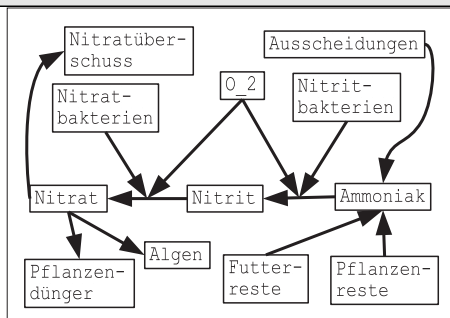 Nitratüber-
schuss
Ausscheidungen
Nitrat-
bakterien
O_2
Nitrit-
bakterien
Nitrat
Nitrit
Ammoniak
Algen
Pflanzen-
dünger
Futter-
reste
Pflanzen-
reste